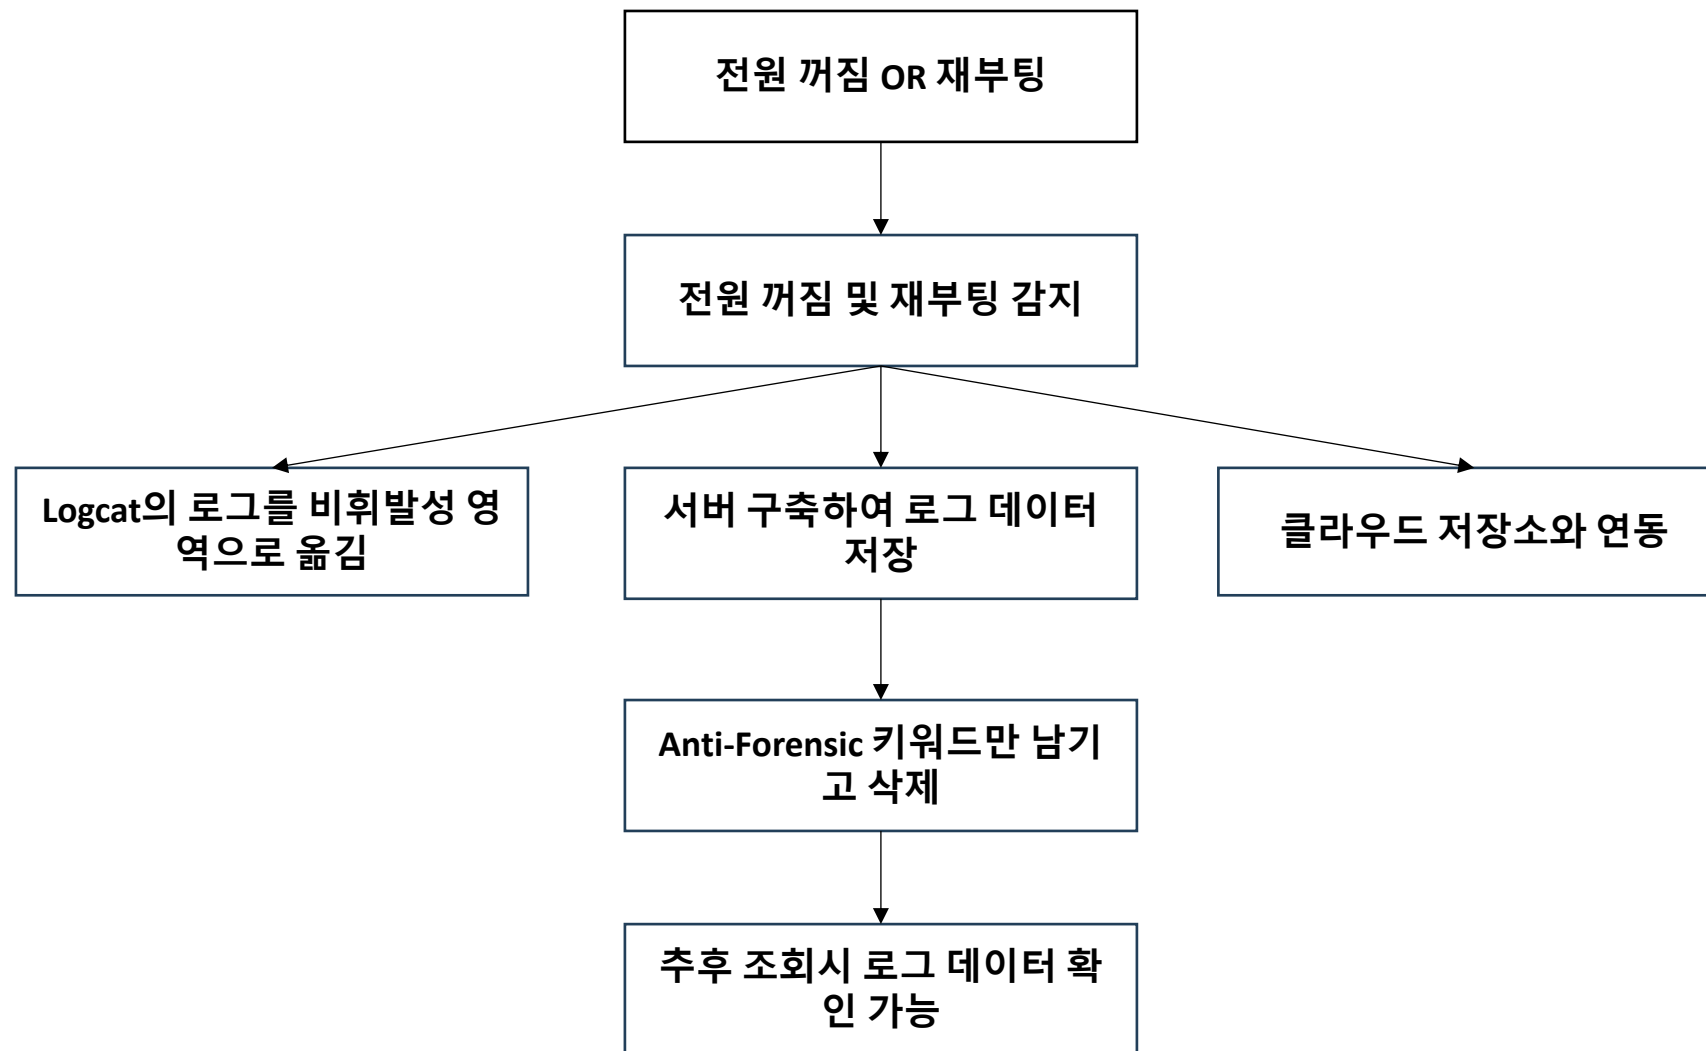 전원 꺼짐 OR 재부팅
전원 꺼짐 및 재부팅 감지
Logcat의 로그를 비휘발성 영
역으로 옮김
서버 구축하여 로그 데이터
저장
클라우드 저장소와 연동
Anti-Forensic 키워드만 남기
고 삭제
추후 조회시 로그 데이터 확
인 가능